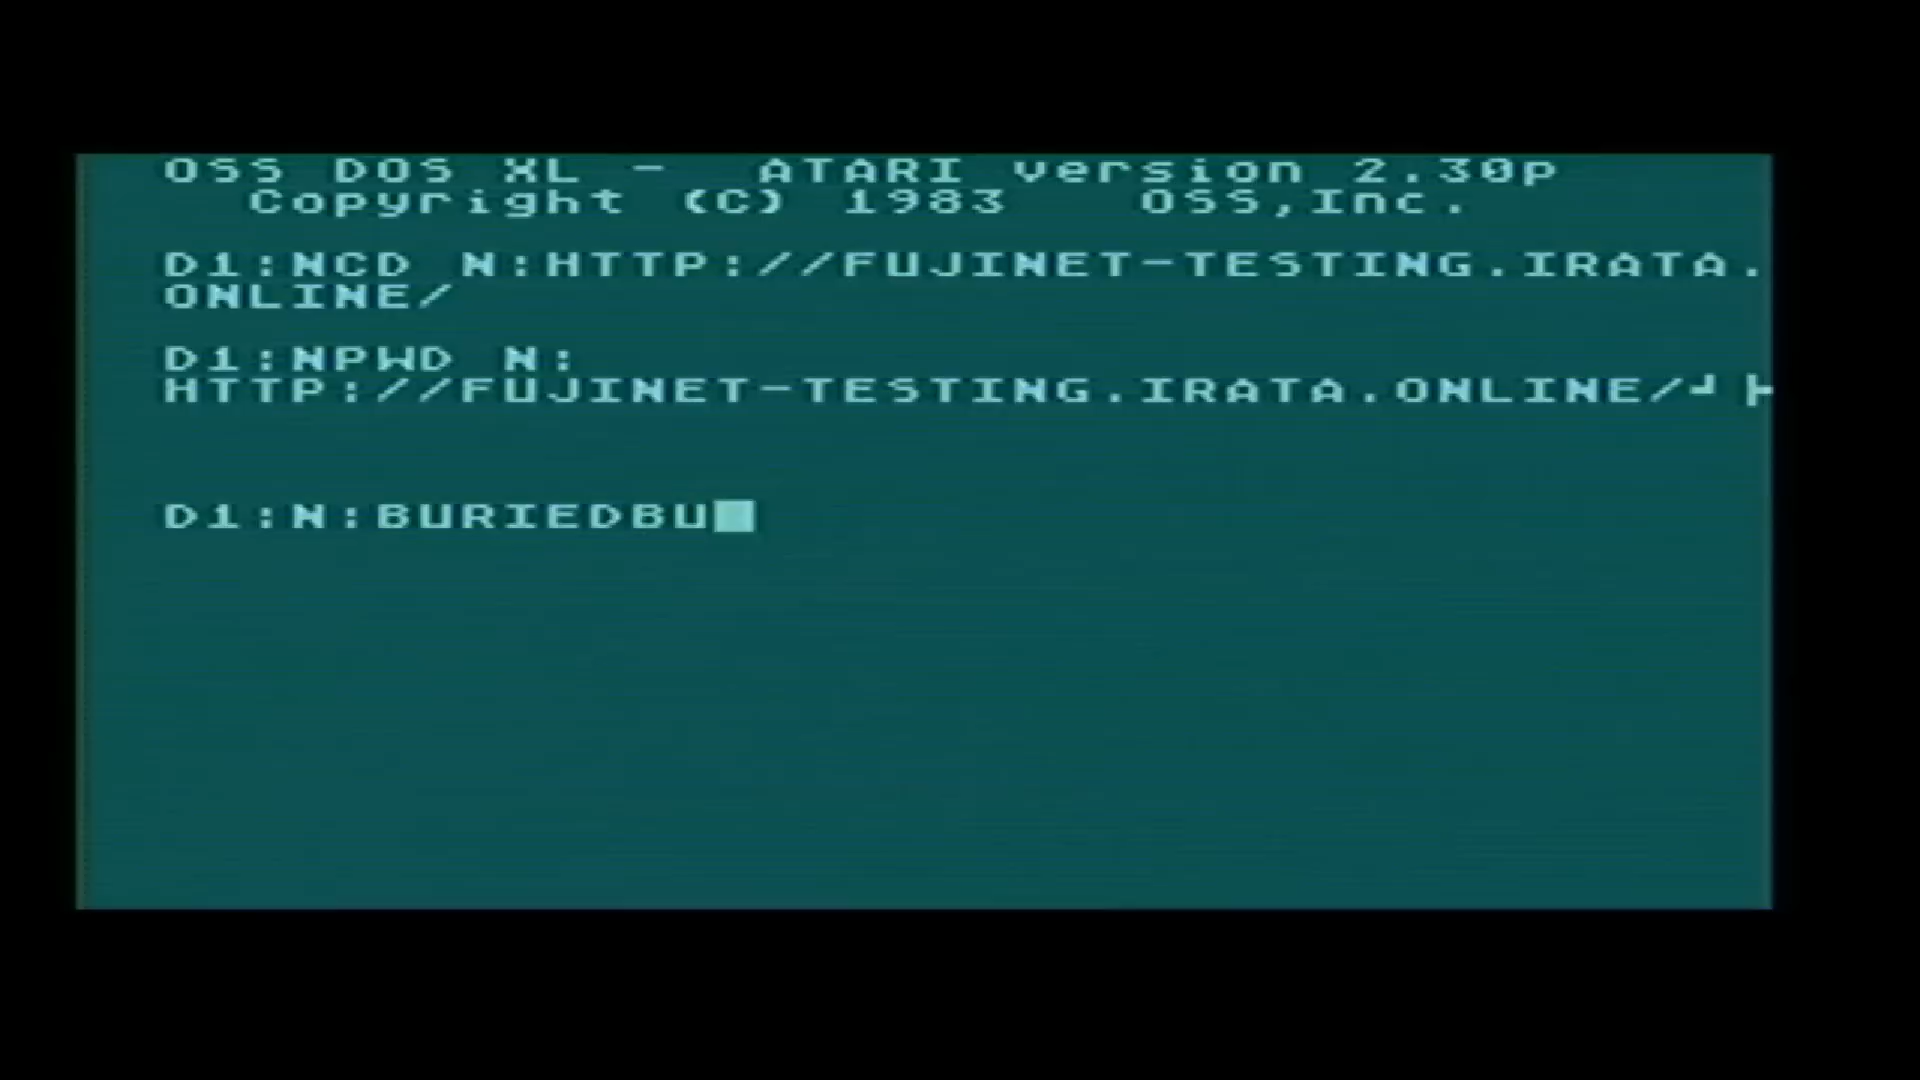 OSS DOS XL -  ATARI version 2.30p
Copyright (C) 1983   OSS,Inc.
D1:NCD N:HTTP://FUJINET-TESTING.IRATA.
ONLINE/
D1:NPWD N:
HTTP://FUJINET-TESTING.IRATA.ONLINE/┘ ├
D1:N:BURIEDBU